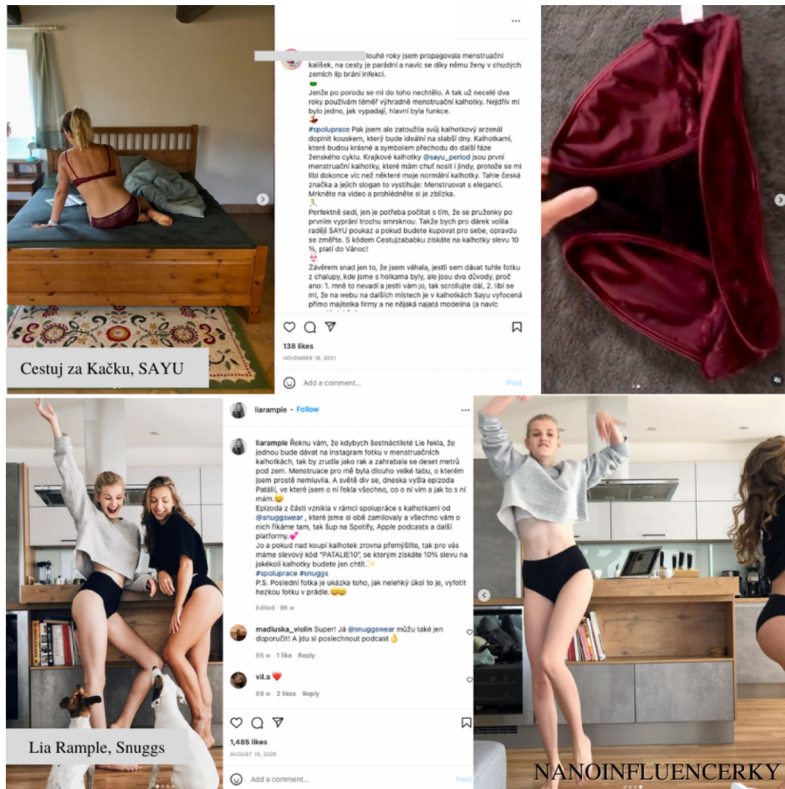 dlouhé roky jsem propagovala menstruační
kalíšek, na cesty je parádní a navíc se díky němu ženy v chudých
zemích líp brání infekci.
Jenže po porodu se mi do toho nechtělo. A tak už necelé dva
roky používám téměř výhradně menstruační kalhotky. Nejdřív mi
bylo jedno, jak vypadají, hlavní byla funkce.
#spoluprace Pak jsem ale zatoužila svůj kalhotkový arzenál
doplnit kouskem, který bude ideální na slabší dny. Kalhotkami,
které budou krásné a symbolem přechodu do další fáze
ženského cyklu. Krajkové kalhotky @sayu_period jsou první
menstruační kalhotky, které mám chuť nosit i jindy, protože se mi
líbí dokonce víc než některé moje normální kalhotky. Tahle česká
značka a jejich slogan to vystihuje: Menstruovat s elegancí.
Mrkněte na video a prohlédněte si je zblízka.
Perfektně sedí, jen je potřeba počítat s tím, že se pruženky po
prvním vyprání trochu smrsknou. Takže bych pro dárek volila
raději SAYU poukaz a pokud budete kupovat pro sebe, opravdu
se změřte. S kódem Cestujzababku získáte na kalhotky slevu 10
%, platí do Vánoc!
Závěrem snad jen to, že jsem váhala, jestli sem dávat tuhle fotku
z chalupy, kde jsme s holkama byly, ale jsou dva důvody, proč
ano: 1. mně to nevadí a jestli vám jo, tak scrollujte dál, 2. líbí se
mi, že na webu na dalších místech je v kalhotkách Sayu vyfocená
přímo majitelka firmy a ne nějaká najatá modelína (a navíc
138 likes
NOVEMBER 18, 2021
Add a comment...
Post
Cestuj za Kačku, SAYU
liarample • Follow
liarample Řeknu vám, že kdybych šestnáctileté Lie řekla, že
jednou bude dávat na instagram fotku v menstruačních
kalhotkách, tak by zrudla jako rak a zahrabala se deset metrů
pod zem. Menstruace pro mě byla dlouho velké tabu, o kterém
jsem prostě nemluvila. A světě div se, dneska vyšla epizoda
Patálií, ve které jsem o ní řekla všechno, co o ní vím a jak to s ní
mám.
Epizoda z části vznikla v rámci spolupráce s kalhotkami od
@snuggswear , které jsme si obě zamilovaly a všechno vám o
nich říkáme tam, tak šup na Spotify, Apple podcasts a další
platformy.
Jo a pokud nad koupí kalhotek zrovna přemýšlíte, tak pro vás
máme slevový kód "PATALIE10", se kterým získáte 10% slevu na
jakékoli kalhotky budete jen chtít.
#spoluprace #snuggs
P.S. Poslední fotka je ukázka toho, jak nelehký úkol to je, vyfotit
hezkou fotku v prádle.
Edited · 88 w
madluska_violin Super! Já @snuggswear můžu také jen
doporučit! A jdu si poslechnout podcast
88 w 1 like Reply
vil.a
88 w 2 likes Reply
1,485 likes
AUGUST 19, 2020
Add a comment...
Post
Lia Rample, Snuggs
NANOINFLUENCERKY